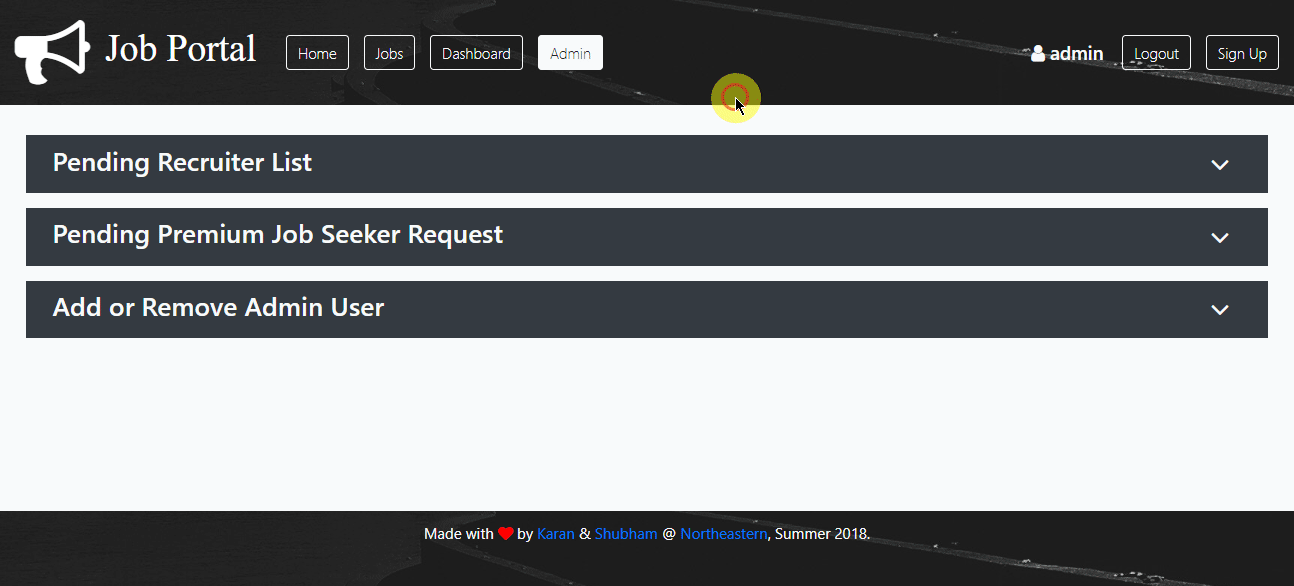 Job Portal Home Jobs Dashboard Admin admin Logout Sign Up
Pending Recruiter List
Pending Premium Job Seeker Request
Add or Remove Admin User
Made with by Karan & Shubham @ Northeastern, Summer 2018.